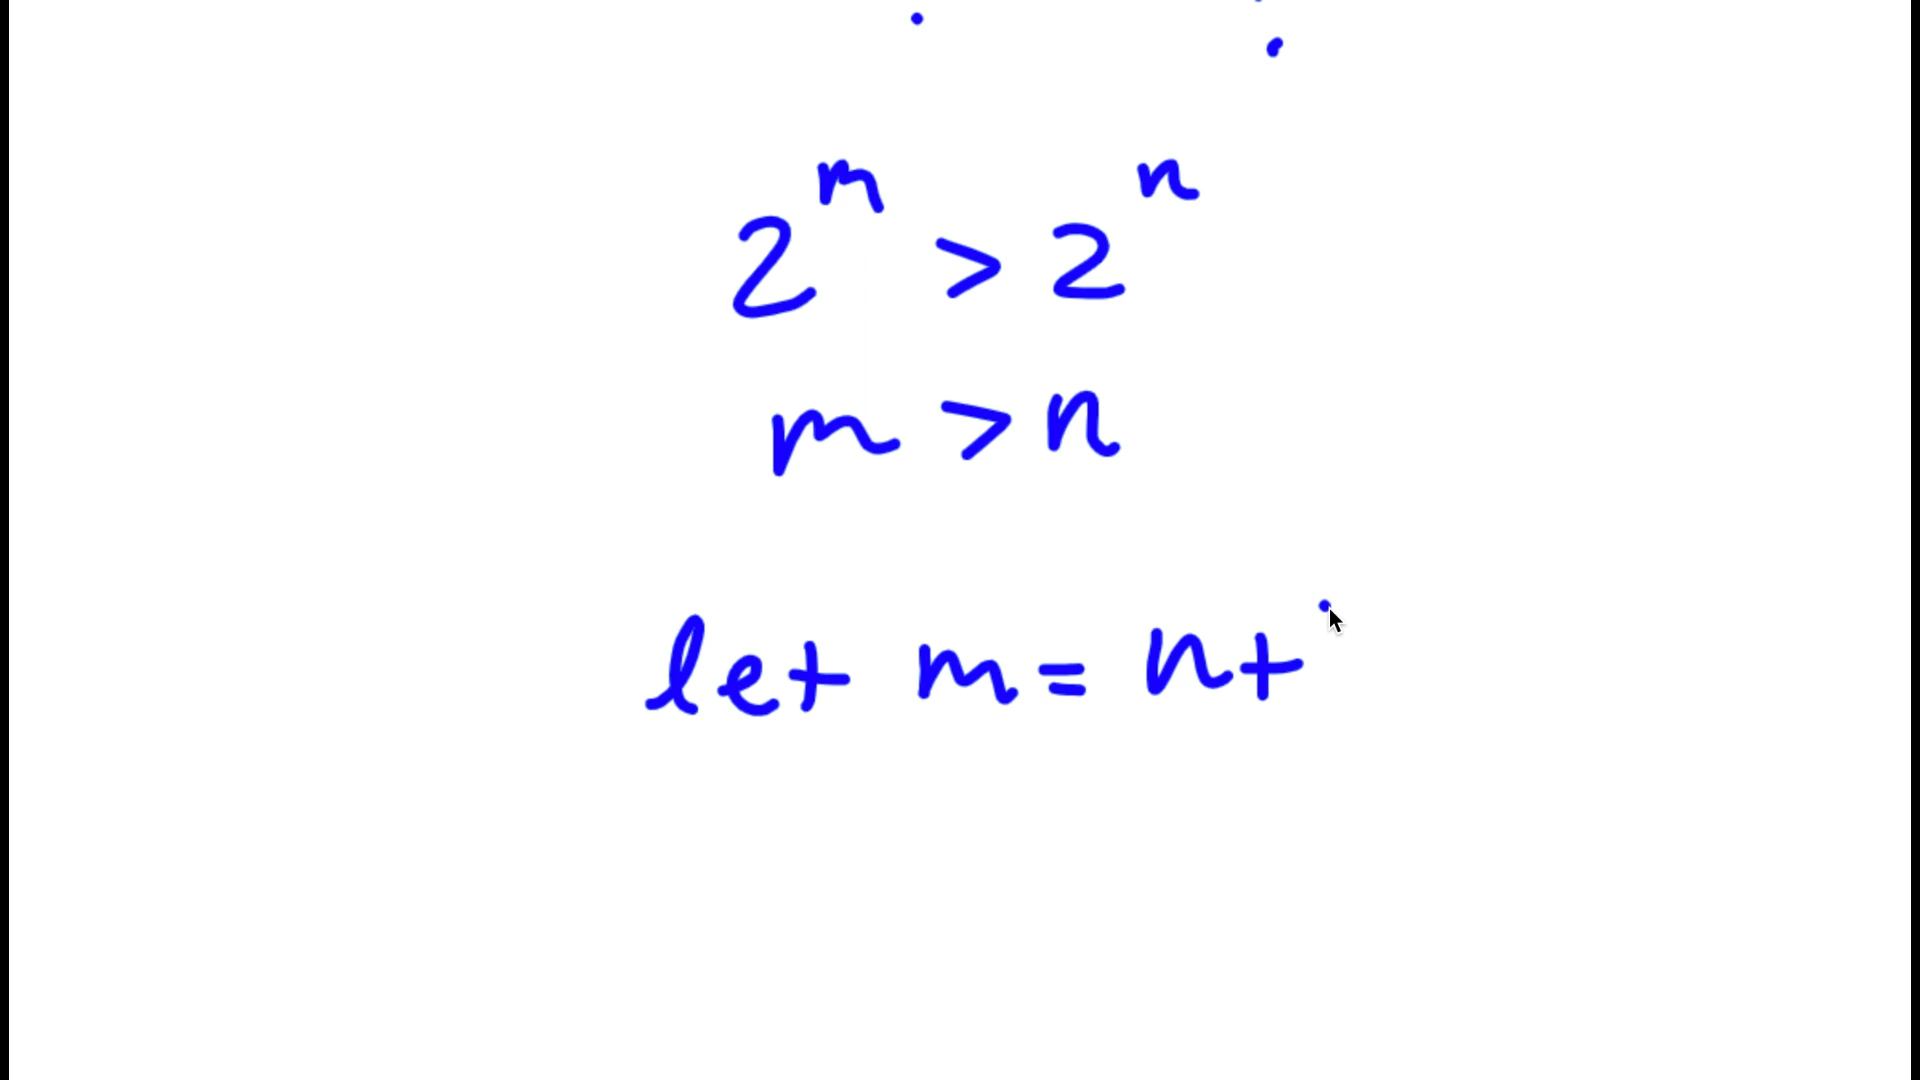 2^m > 2^n
m > n
let m = n+